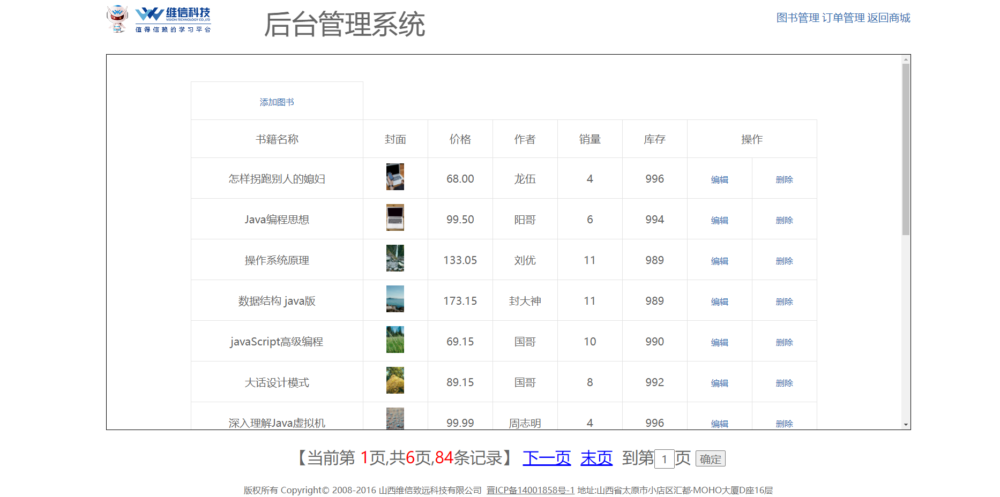 维信科技
VISION TECHNOLOGY CO.,LTD
值得信赖的学习平台
后台管理系统
图书管理 订单管理 返回商城
添加图书
书籍名称 封面 价格 作者 销量 库存 操作
怎样拐跑别人的媳妇 68.00 龙伍 4 996 编辑 删除
Java编程思想 99.50 阳哥 6 994 编辑 删除
操作系统原理 133.05 刘优 11 989 编辑 删除
数据结构 java版 173.15 封大神 11 989 编辑 删除
javaScript高级编程 69.15 国哥 10 990 编辑 删除
大话设计模式 89.15 国哥 8 992 编辑 删除
深入理解Java虚拟机 99.99 周志明 4 996 编辑 删除
【当前第 1页,共6页,84条记录】 下一页 末页 到第1页 确定
版权所有 Copyright© 2008-2016 山西维信致远科技有限公司 晋ICP备14001858号-1 地址:山西省太原市小店区汇都·MOHO大厦D座16层